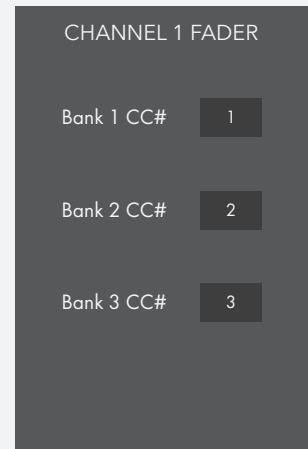 CHANNEL 1 FADER
Bank 1 CC# 1
Bank 2 CC# 2
Bank 3 CC# 3